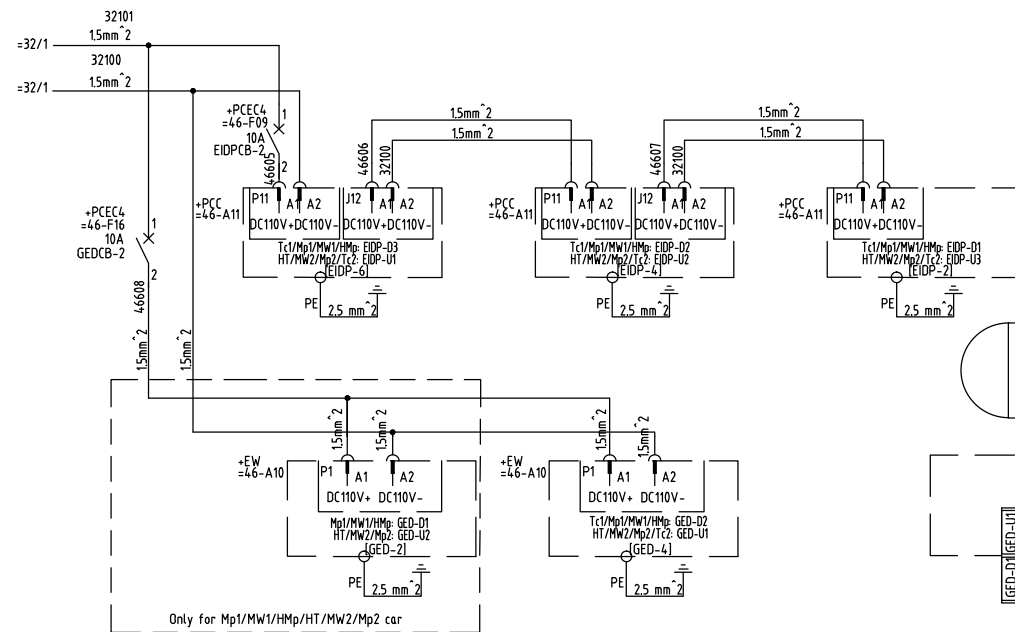 32101
1.5mm^2
=32/1
32100
1.5mm^2
=32/1
+PCEC4
=46-F09
10A
EIDPCB-2
1
2
46605
+PCC
=46-A11
P11
A1
A2
DC110V+
DC110V-
46606
32100
J12
A1
A2
DC110V+
DC110V-
Tc1/Mp1/MW1/HMp: EIDP-D3
HT/MW2/Mp2/Tc2: EIDP-U1
[EIDP-6]
PE
2.5 mm^2
1.5mm^2
1.5mm^2
+PCC
=46-A11
P11
A1
A2
DC110V+
DC110V-
46607
32100
J12
A1
A2
DC110V+
DC110V-
Tc1/Mp1/MW1/HMp: EIDP-D2
HT/MW2/Mp2/Tc2: EIDP-U2
[EIDP-4]
PE
2.5 mm^2
1.5mm^2
1.5mm^2
+PCC
=46-A11
P11
A1
A2
DC110V+
DC110V-
Tc1/Mp1/MW1/HMp: EIDP-D1
HT/MW2/Mp2/Tc2: EIDP-U3
[EIDP-2]
PE
2.5 mm^2
+PCEC4
=46-F16
10A
GEDCB-2
1
2
46608
1.5mm^2
1.5mm^2
1.5mm^2
1.5mm^2
+EW
=46-A10
P1
A1
A2
DC110V+
DC110V-
Mp1/MW1/HMp: GED-D1
HT/MW2/Mp2: GED-U2
[GED-2]
PE
2.5 mm^2
1.5mm^2
1.5mm^2
+EW
=46-A10
P1
A1
A2
DC110V+
DC110V-
Tc1/Mp1/MW1/HMp: GED-D2
HT/MW2/Mp2/Tc2: GED-U1
[GED-4]
PE
2.5 mm^2
Only for Mp1/MW1/HMp/HT/MW2/Mp2 car
GED-U1
GED-D1